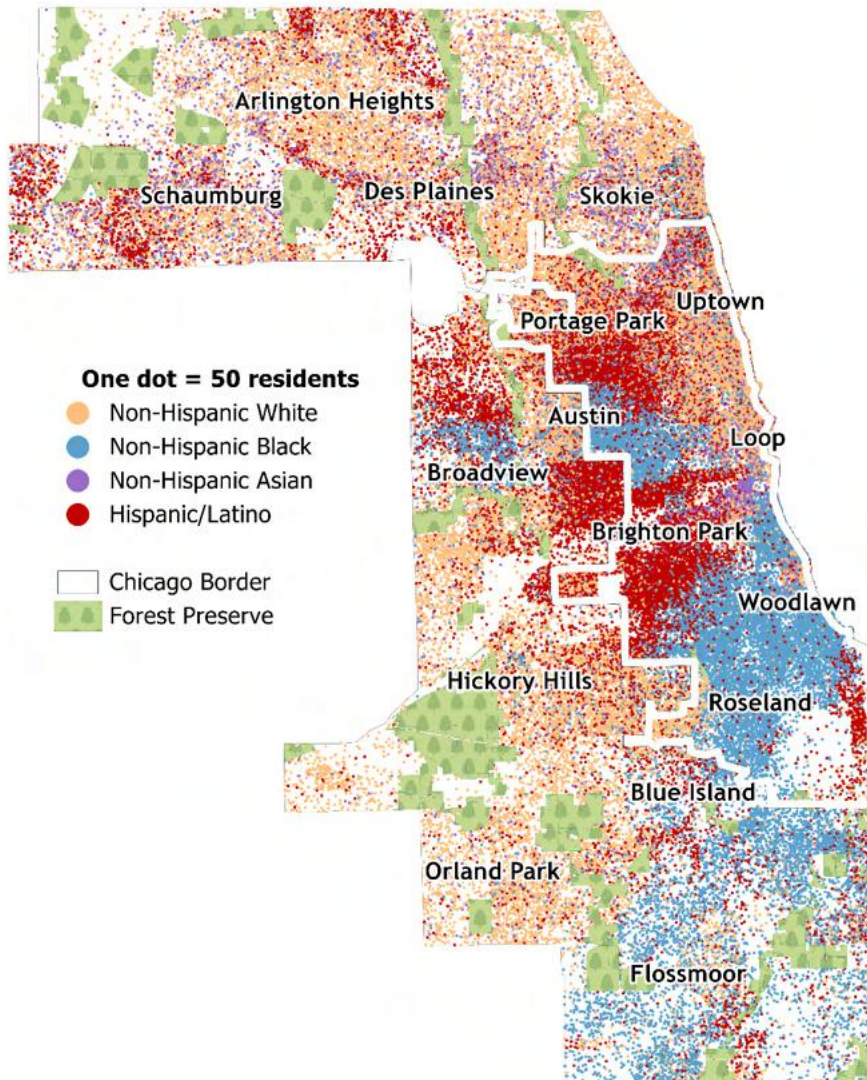 Arlington Heights
Schaumburg
Des Plaines
Skokie
Uptown
Portage Park
One dot = 50 residents
Non-Hispanic White
Non-Hispanic Black
Non-Hispanic Asian
Hispanic/Latino
Chicago Border
Forest Preserve
Austin
Loop
Broadview
Brighton Park
Woodlawn
Hickory Hills
Roseland
Blue Island
Orland Park
Flossmoor